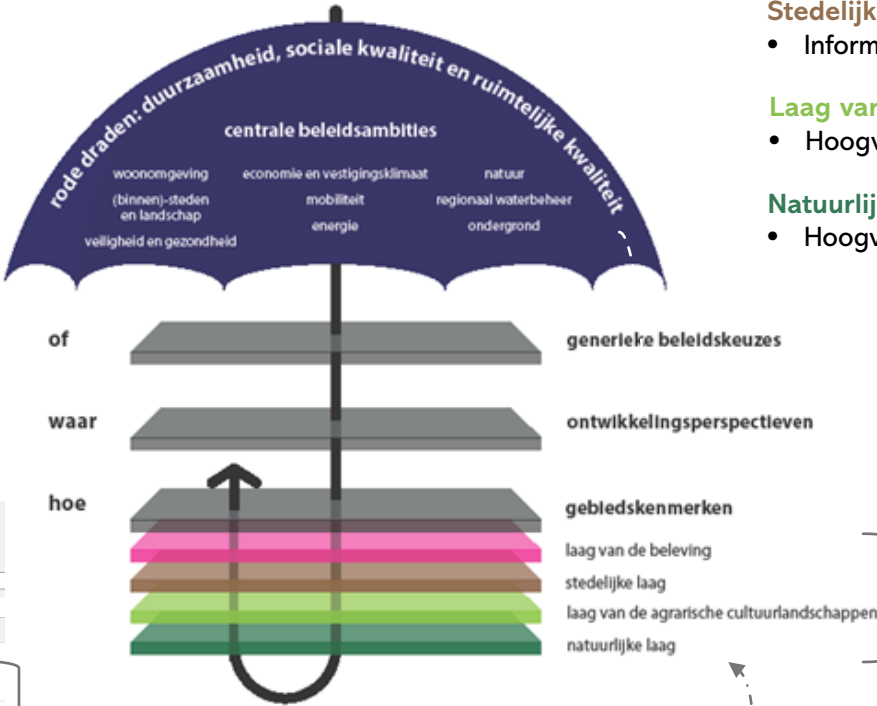 rode draden: duurzaamheid, sociale kwaliteit en ruimtelijke kwaliteit
centrale beleidsambities
woonomgeving
(binnen)-steden
en landschap
veiligheid en gezondheid
economie en vestigingsklimaat
mobiliteit
energie
natuur
regionaal waterbeheer
ondergrond
of
generieke beleidskeuzes
waar
ontwikkelingsperspectieven
hoe
gebiedskenmerken
laag van de beleving
stedelijke laag
laag van de agrarische cultuurlandschappen
natuurlijke laag
Stedelijk
• Inform
Laag van
• Hoogv
Natuurlij
• Hoogv